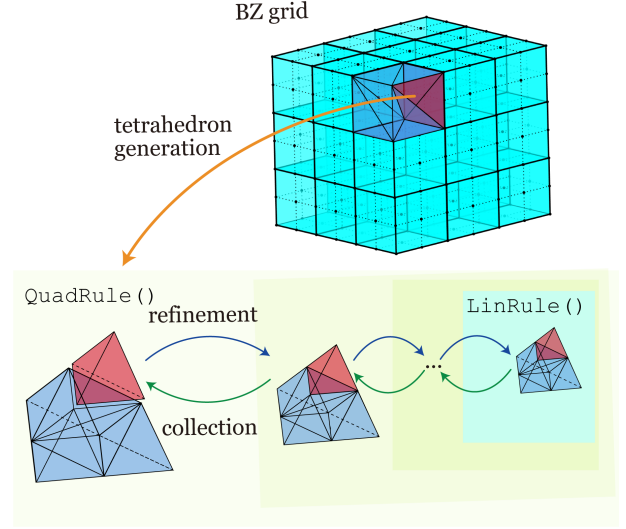 BZ grid
tetrahedron
generation
QuadRule()
LinRule()
refinement
...
collection